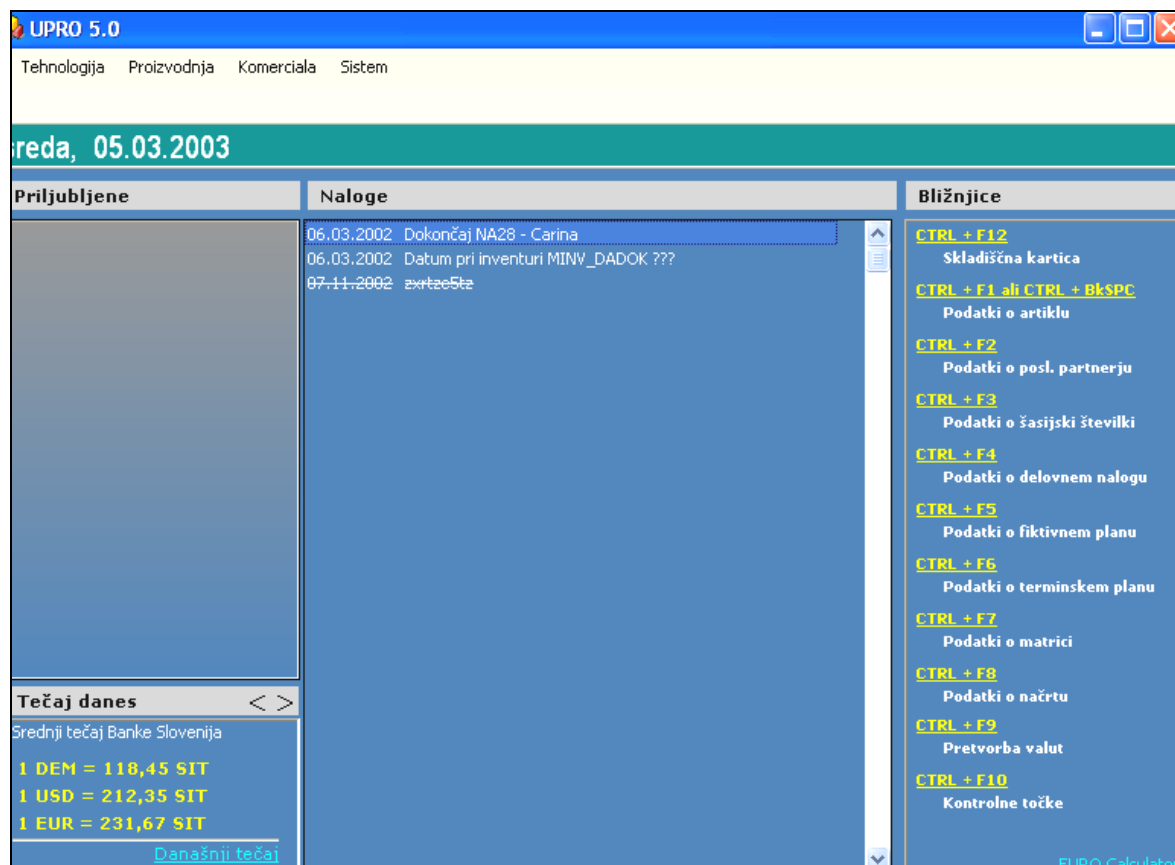 UPRO 5.0
Tehnologija Proizvodnja Komerciala Sistem
sreda, 05.03.2003
Priljubljene
Naloge
06.03.2002 Dokončaj NA28 - Carina
06.03.2002 Datum pri inventuri MINV_DADOK ???
07.11.2002 zxrtze5tz
Bližnjice
CTRL + F12
Skladiščna kartica
CTRL + F1 ali CTRL + BkSPC
Podatki o artiklu
CTRL + F2
Podatki o posl. partnerju
CTRL + F3
Podatki o šasijski številki
CTRL + F4
Podatki o delovnem nalogu
CTRL + F5
Podatki o fiktivnem planu
CTRL + F6
Podatki o terminskem planu
CTRL + F7
Podatki o matrici
CTRL + F8
Podatki o načrtu
CTRL + F9
Pretvorba valut
CTRL + F10
Kontrolne točke
EURO Calculator
Tečaj danes < >
Srednji tečaj Banke Slovenija
1 DEM = 118,45 SIT
1 USD = 212,35 SIT
1 EUR = 231,67 SIT
Današnji tečaj